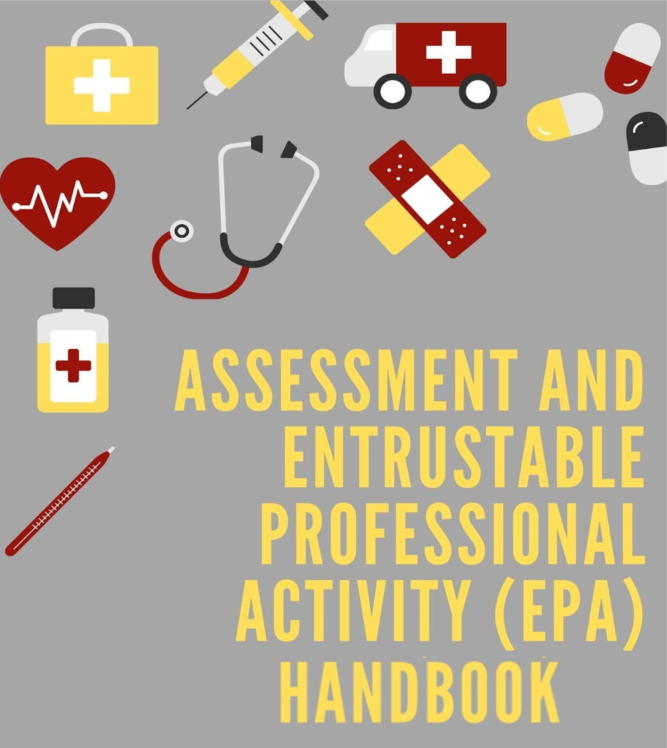 ASSESSMENT AND
ENTRUSTABLE
PROFESSIONAL
ACTIVITY (EPA)
HANDBOOK